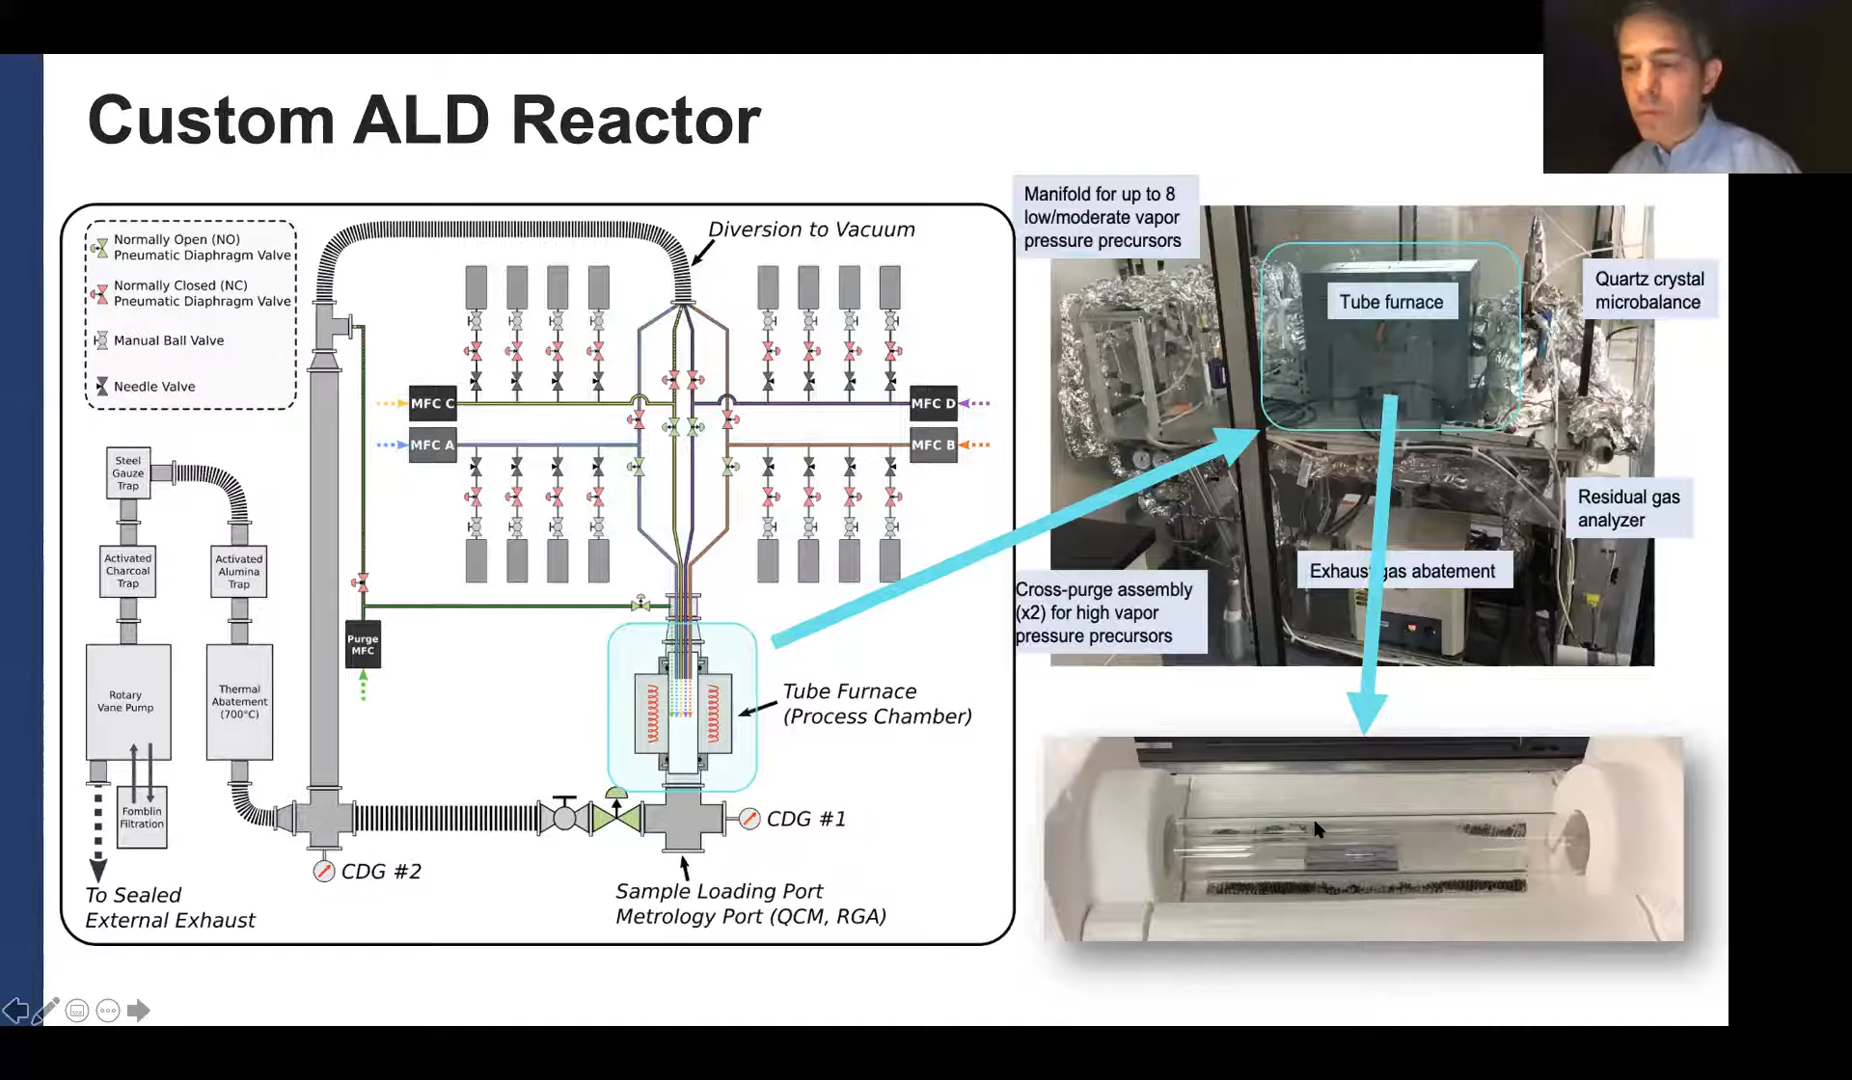 Custom ALD Reactor
Normally Open (NO)
Pneumatic Diaphragm Valve
Normally Closed (NC)
Pneumatic Diaphragm Valve
Manual Ball Valve
Needle Valve
Diversion to Vacuum
MFC C
MFC D
MFC A
MFC B
Steel
Gauze
Trap
Activated
Charcoal
Trap
Activated
Alumina
Trap
Purge
MFC
Rotary
Vane Pump
Thermal
Abatement
(700°C)
Fomblin
Filtration
Tube Furnace
(Process Chamber)
CDG #1
CDG #2
To Sealed
External Exhaust
Sample Loading Port
Metrology Port (QCM, RGA)
Manifold for up to 8
low/moderate vapor
pressure precursors
Tube furnace
Quartz crystal
microbalance
Residual gas
analyzer
Exhaust gas abatement
Cross-purge assembly
(x2) for high vapor
pressure precursors